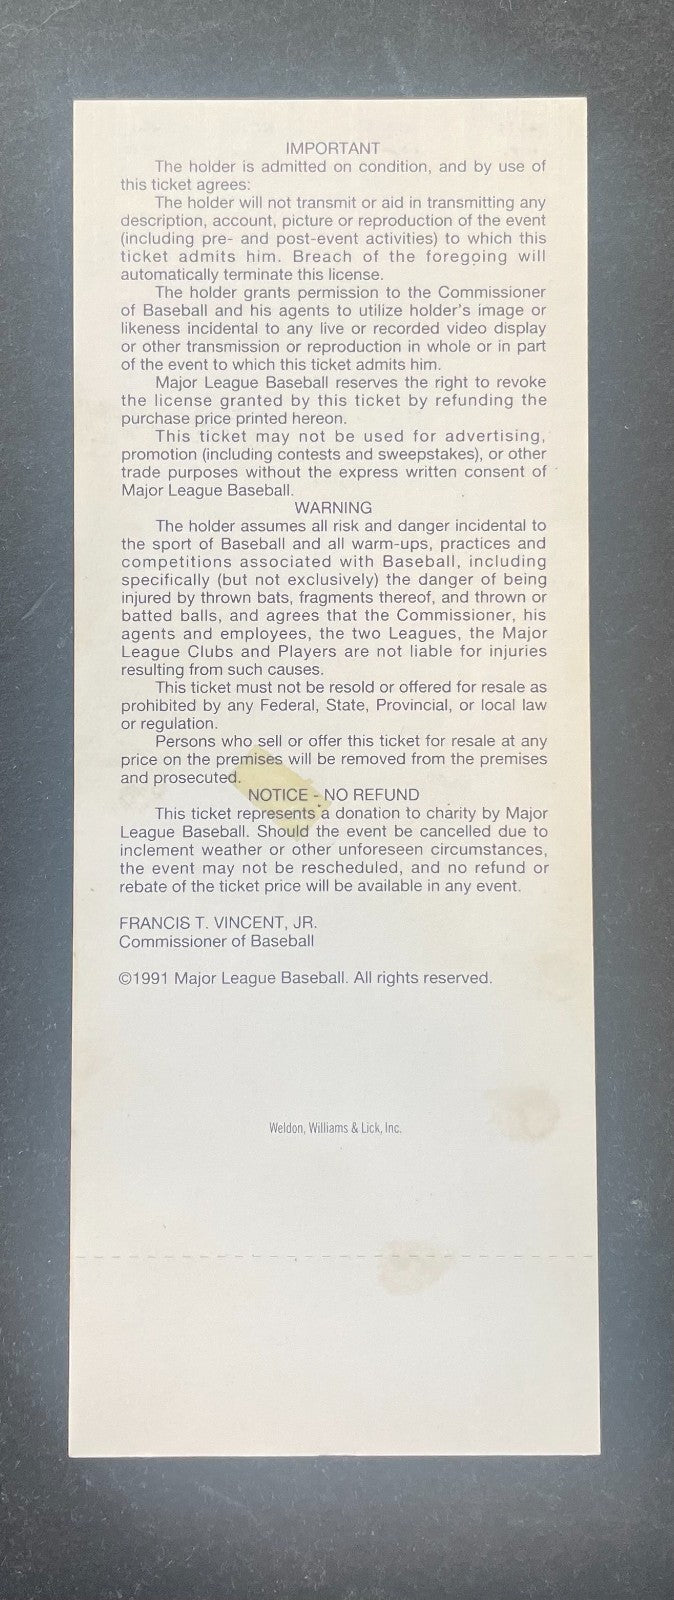 IMPORTANT
The holder is admitted on condition, and by use of
this ticket agrees:
The holder will not transmit or aid in transmitting any
description, account, picture or reproduction of the event
(including pre- and post-event activities) to which this
ticket admits him. Breach of the foregoing will
automatically terminate this license.
The holder grants permission to the Commissioner
of Baseball and his agents to utilize holder's image or
likeness incidental to any live or recorded video display
or other transmission or reproduction in whole or in part
of the event to which this ticket admits him.
Major League Baseball reserves the right to revoke
the license granted by this ticket by refunding the
purchase price printed hereon.
This ticket may not be used for advertising,
promotion (including contests and sweepstakes), or other
trade purposes without the express written consent of
Major League Baseball.
WARNING
The holder assumes all risk and danger incidental to
the sport of Baseball and all warm-ups, practices and
competitions associated with Baseball, including
specifically (but not exclusively) the danger of being
injured by thrown bats, fragments thereof, and thrown or
batted balls, and agrees that the Commissioner, his
agents and employees, the two Leagues, the Major
League Clubs and Players are not liable for injuries
resulting from such causes.
This ticket must not be resold or offered for resale as
prohibited by any Federal, State, Provincial, or local law
or regulation.
Persons who sell or offer this ticket for resale at any
price on the premises will be removed from the premises
and prosecuted.
NOTICE - NO REFUND
This ticket represents a donation to charity by Major
League Baseball. Should the event be cancelled due to
inclement weather or other unforeseen circumstances,
the event may not be rescheduled, and no refund or
rebate of the ticket price will be available in any event.
FRANCIS T. VINCENT, JR.
Commissioner of Baseball
©1991 Major League Baseball. All rights reserved.
Weldon, Williams & Lick, Inc.